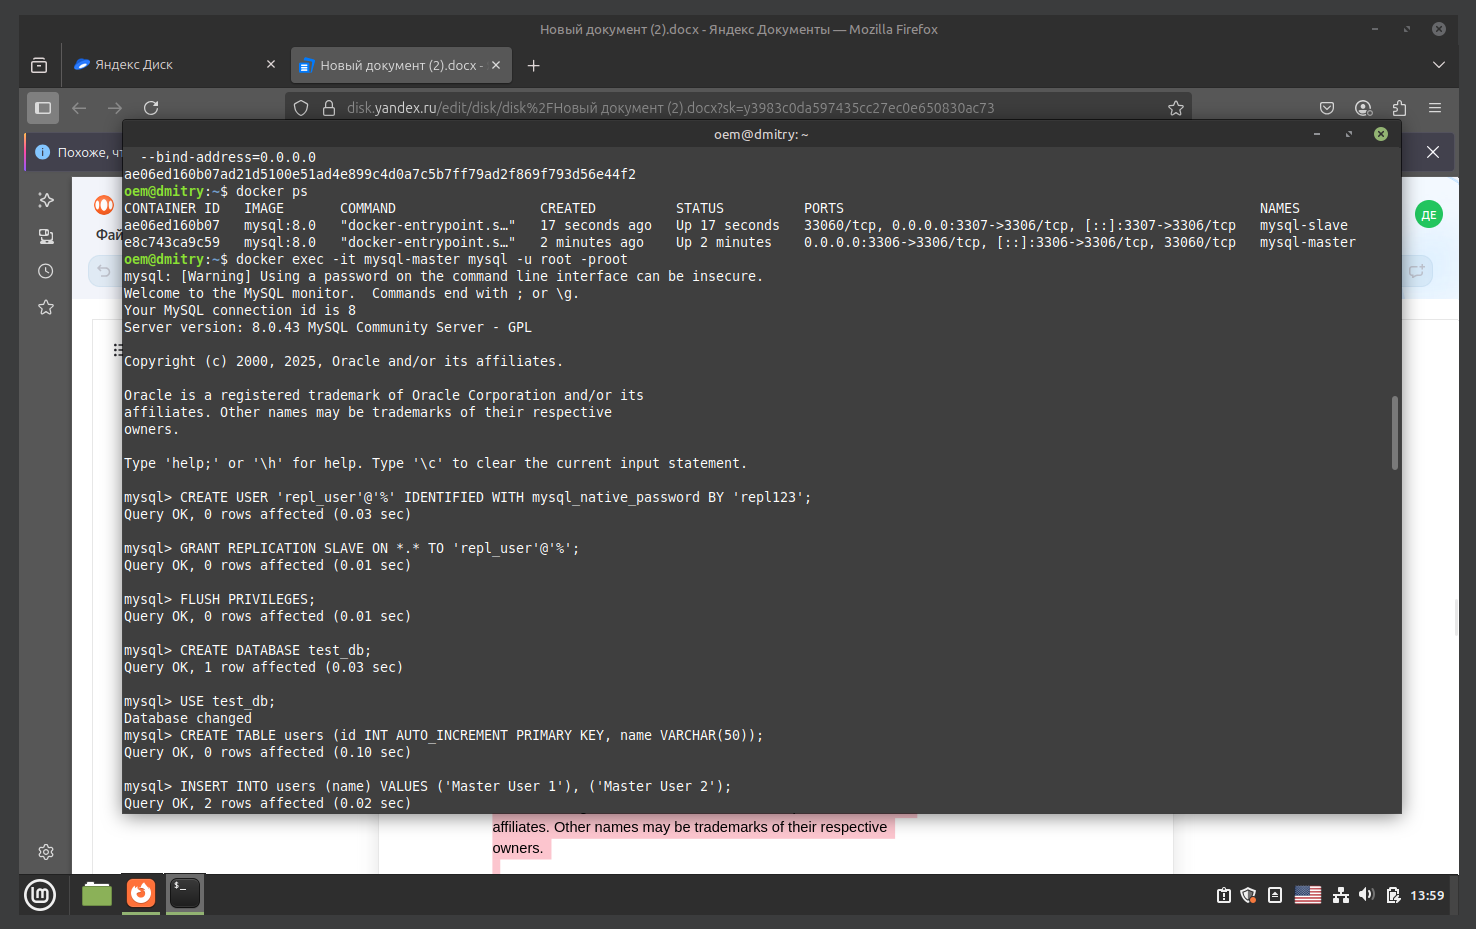 Новый документ (2).docx - Яндекс Документы — Mozilla Firefox
Яндекс Диск
Новый документ (2).docx -
disk.yandex.ru/edit/disk/disk%2FНовый документ (2).docx?sk=y3983c0da597435cc27ec0e650830ac73
oem@dmitry: ~
Похоже, чт
Фай
ДЕ
  --bind-address=0.0.0.0
ae06ed160b07ad21d5100e51ad4e899c4d0a7c5b7ff79ad2f869f793d56e44f2
oem@dmitry:~$ docker ps
CONTAINER ID   IMAGE       COMMAND                  CREATED          STATUS          PORTS                                                    NAMES
ae06ed160b07   mysql:8.0   "docker-entrypoint.s…"   17 seconds ago   Up 17 seconds   33060/tcp, 0.0.0.0:3307->3306/tcp, [::]:3307->3306/tcp   mysql-slave
e8c743ca9c59   mysql:8.0   "docker-entrypoint.s…"   2 minutes ago    Up 2 minutes    0.0.0.0:3306->3306/tcp, [::]:3306->3306/tcp, 33060/tcp   mysql-master
oem@dmitry:~$ docker exec -it mysql-master mysql -u root -proot
mysql: [Warning] Using a password on the command line interface can be insecure.
Welcome to the MySQL monitor.  Commands end with ; or \g.
Your MySQL connection id is 8
Server version: 8.0.43 MySQL Community Server - GPL
Copyright (c) 2000, 2025, Oracle and/or its affiliates.
Oracle is a registered trademark of Oracle Corporation and/or its
affiliates. Other names may be trademarks of their respective
owners.
Type 'help;' or '\h' for help. Type '\c' to clear the current input statement.
mysql> CREATE USER 'repl_user'@'%' IDENTIFIED WITH mysql_native_password BY 'repl123';
Query OK, 0 rows affected (0.03 sec)
mysql> GRANT REPLICATION SLAVE ON *.* TO 'repl_user'@'%';
Query OK, 0 rows affected (0.01 sec)
mysql> FLUSH PRIVILEGES;
Query OK, 0 rows affected (0.01 sec)
mysql> CREATE DATABASE test_db;
Query OK, 1 row affected (0.03 sec)
mysql> USE test_db;
Database changed
mysql> CREATE TABLE users (id INT AUTO_INCREMENT PRIMARY KEY, name VARCHAR(50));
Query OK, 0 rows affected (0.10 sec)
mysql> INSERT INTO users (name) VALUES ('Master User 1'), ('Master User 2');
Query OK, 2 rows affected (0.02 sec)
affiliates. Other names may be trademarks of their respective
owners.
13:59